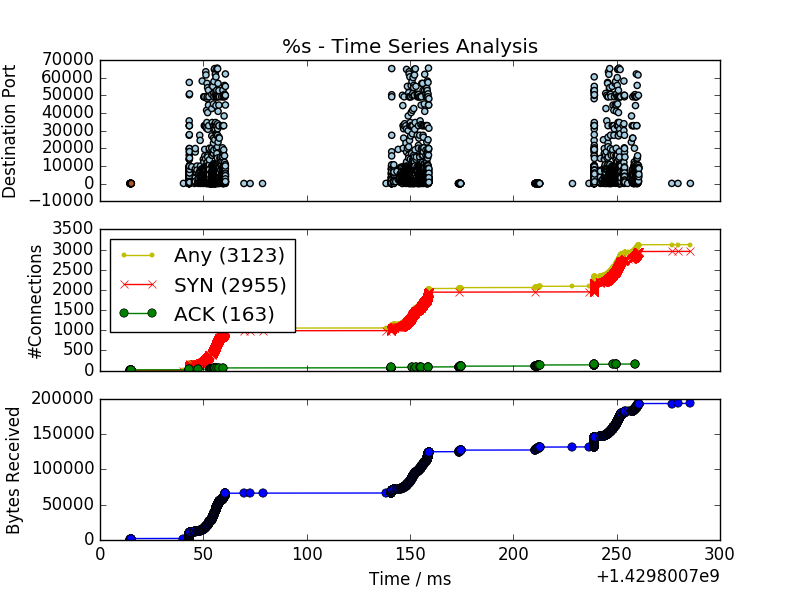 %s - Time Series Analysis
70000
60000
50000
40000
30000
20000
10000
0
−10000
Destination Port
3500
3000
2500
2000
1500
1000
500
0
#Connections
Any (3123)
SYN (2955)
ACK (163)
200000
150000
100000
50000
0
Bytes Received
0 50 100 150 200 250 300
Time / ms
+1.4298007e9